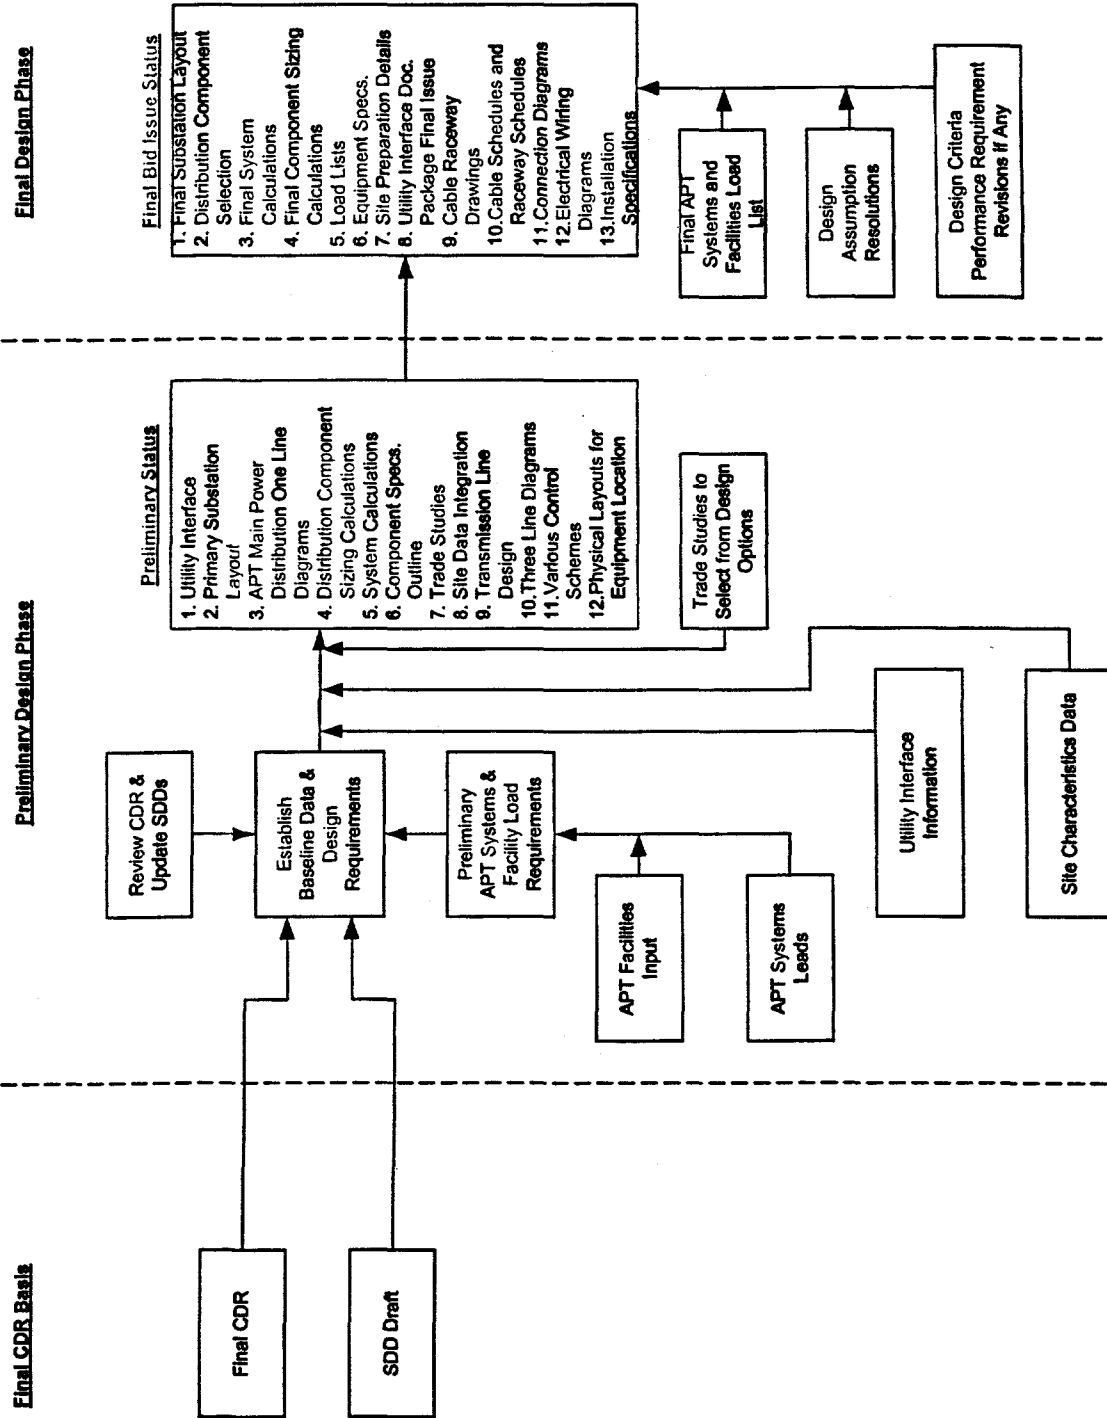 Final CDR Basis
Final CDR
SDD Draft
Preliminary Design Phase
Review CDR &
Update SDDs
Establish
Baseline Data &
Design
Requirements
Preliminary
APT Systems &
Facility Load
Requirements
APT Facilities
Input
APT Systems
Leads
Utility Interface
Information
Site Characteristics Data
Preliminary Status
1. Utility Interface
2. Primary Substation
Layout
3. APT Main Power
Distribution One Line
Diagrams
4. Distribution Component
Sizing Calculations
5. System Calculations
6. Component Specs.
Outline
7. Trade Studies
8. Site Data Integration
9. Transmission Line
Design
10.Three Line Diagrams
11.Various Control
Schemes
12.Physical Layouts for
Equipment Location
Trade Studies to
Select from Design
Options
Final Design Phase
Final Bid Issue Status
1. Final Substation Layout
2. Distribution Component
Selection
3. Final System
Calculations
4. Final Component Sizing
Calculations
5. Load Lists
6. Equipment Specs.
7. Site Preparation Details
8. Utility Interface Doc.
Package Final Issue
9. Cable Raceway
Drawings
10.Cable Schedules and
Raceway Schedules
11.Connection Diagrams
12.Electrical Wiring
Diagrams
13.Installation
Specifications
Final APT
Systems and
Facilities Load
List
Design
Assumption
Resolutions
Design Criteria
Performance Requirement
Revisions if Any